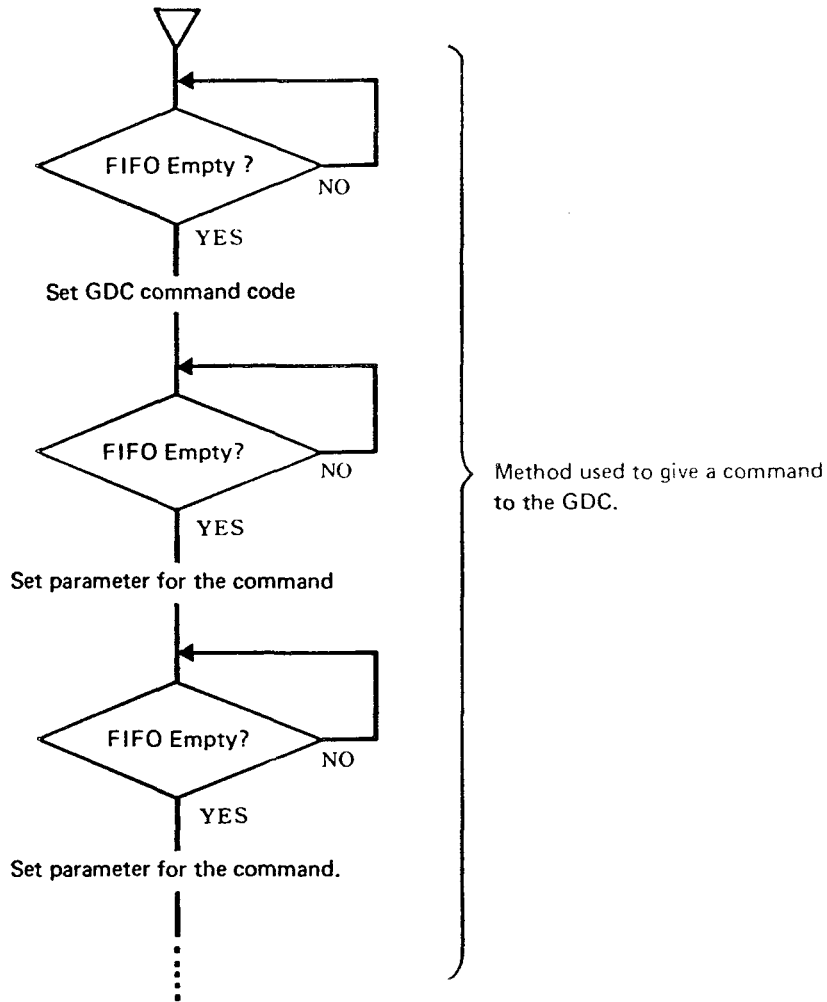 FIFO Empty ?
NO
YES
Set GDC command code
FIFO Empty?
NO
Method used to give a command
to the GDC.
YES
Set parameter for the command
FIFO Empty?
NO
YES
Set parameter for the command.